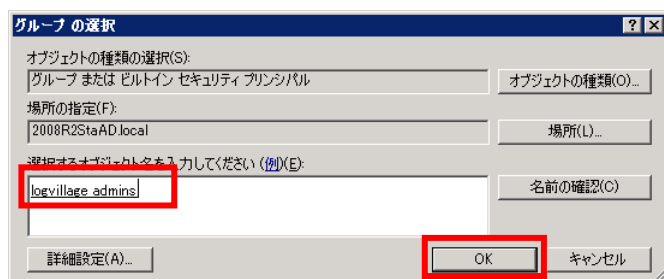 グループ の選択
オブジェクトの種類の選択(S):
グループ または ビルトイン セキュリティ プリンシパル
オブジェクトの種類(O)...
場所の指定(F):
2008R2StaAD.local
場所(L)...
選択するオブジェクト名を入力してください (例)(E):
logvillage admins
名前の確認(C)
詳細設定(A)...
OK
キャンセル